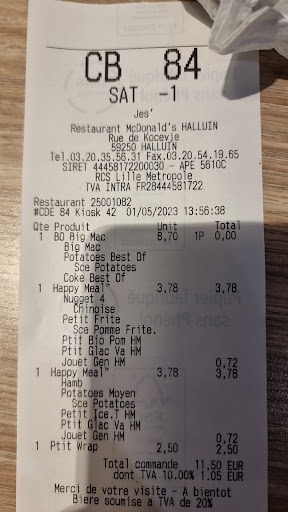 CB 84
SAT -1
Jes'
Restaurant McDonald's HALLUIN
Rue de Kocevje
59250 HALLUIN
Tel.03.20.35.56.31 Fax.03.20.54.19.65
SIRET 44458172200030 - APE 5610C
RCS Lille Metropole
TVA INTRA FR28444581722
Restaurant 25001082
#CDE 84 Kiosk 42 01/05/2023 13:56:38
Qte Produit Unit Total
1 BO Big Mac 8,70 1P 0,00
Big Mac
Potatoes Best Of
Sce Potatoes
Coke Best Of
1 Happy Meal™ 3,78 3,78
Nugget 4
Chinoise
Petit Frite
Sce Pomme Frite.
Ptit Bio Pom HM
Ptit Glac Va HM
Jouet Gen HM 0,72
1 Happy Meal™ 3,78 3,78
Hamb
Potatoes Moyen
Sce Potatoes
Petit Ice.T HM
Ptit Glac Va HM
Jouet Gen HM 0,72
1 Ptit Wrap 2,50 2,50
Total commande 11,50 EUR
dont TVA 10.00% 1.05 EUR
Merci de votre visite - A bientot
Biere soumise a TVA de 20%